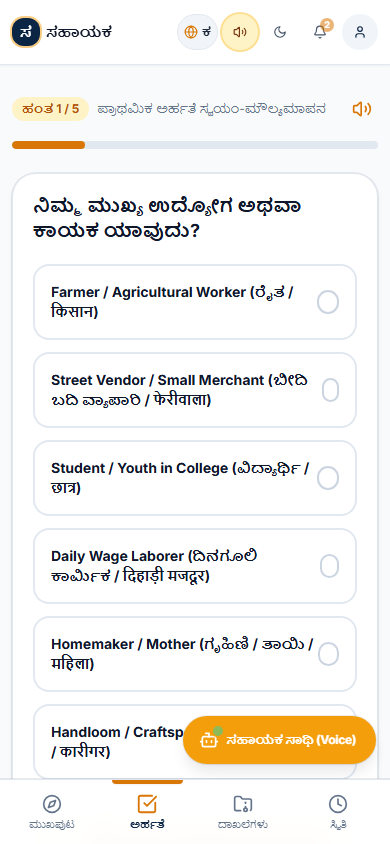 ಸ ಸಹಾಯಕ ಕ 2
ಹಂತ 1 / 5 ಪ್ರಾಥಮಿಕ ಅರ್ಹತೆ ಸ್ವಯಂ-ಮೌಲ್ಯಮಾಪನ
ನಿಮ್ಮ ಮುಖ್ಯ ಉದ್ಯೋಗ ಅಥವಾ
ಕಾಯಕ ಯಾವುದು?
Farmer / Agricultural Worker (ರೈತ /
किसान)
Street Vendor / Small Merchant (ಬೀದಿ
ಬದಿ ವ್ಯಾಪಾರಿ / फेरीवाला)
Student / Youth in College (ವಿದ್ಯಾರ್ಥಿ /
छात्र)
Daily Wage Laborer (ದಿನಗೂಲಿ
ಕಾರ್ಮಿಕ / दिहाड़ी मजदूर)
Homemaker / Mother (ಗೃಹಿಣಿ / ತಾಯಿ /
महिला)
Handloom / Craftsp
/ कारीगर)
ಸಹಾಯಕ ಸಾಥಿ (Voice)
ಮುಖಪುಟ ಅರ್ಹತೆ ದಾಖಲೆಗಳು ಸ್ಥಿತಿ